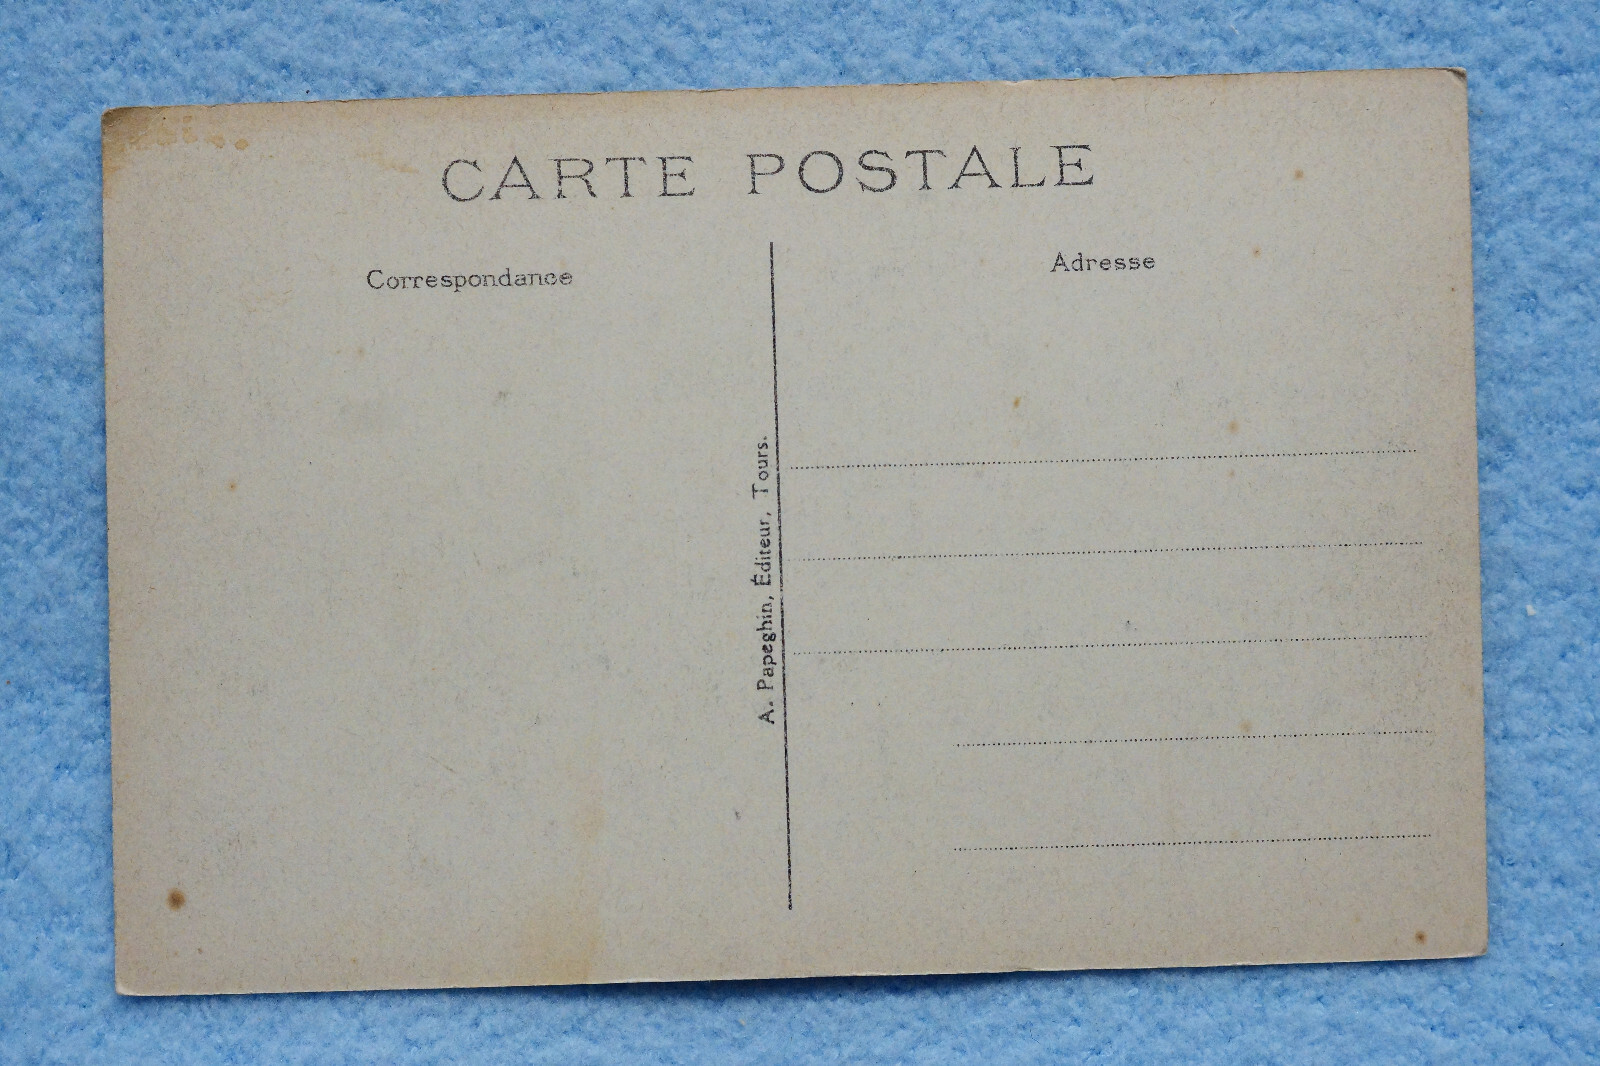 CARTE POSTALE
Correspondance
Adresse
A. Papeghin, Éditeur, Tours.